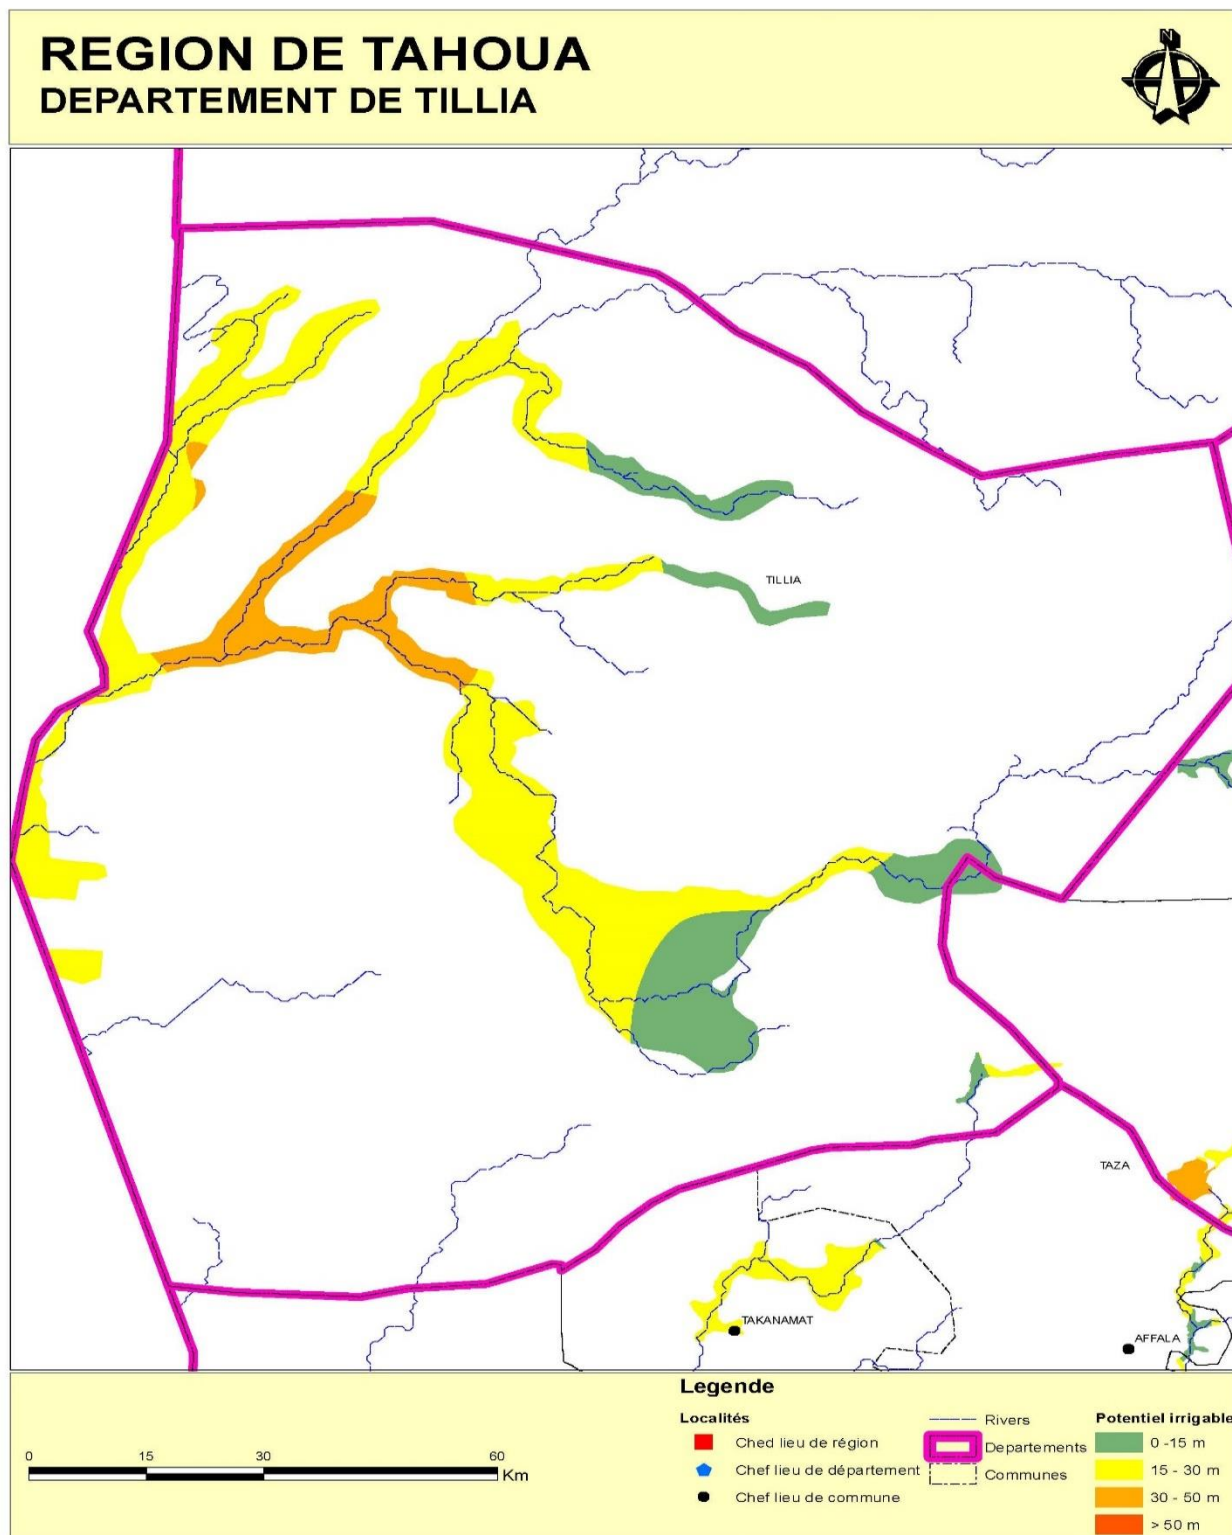 REGION DE TAHOUA
DEPARTEMENT DE TILLIA
N
TILLIA
TAZA
TAKANAMAT
AFFALA
Legende
Localités
Ched lieu de région
Chef lieu de département
Chef lieu de commune
Rivers
Departements
Communes
Potentiel irrigable
0 -15 m
15 - 30 m
30 - 50 m
> 50 m
0 15 30 60
Km